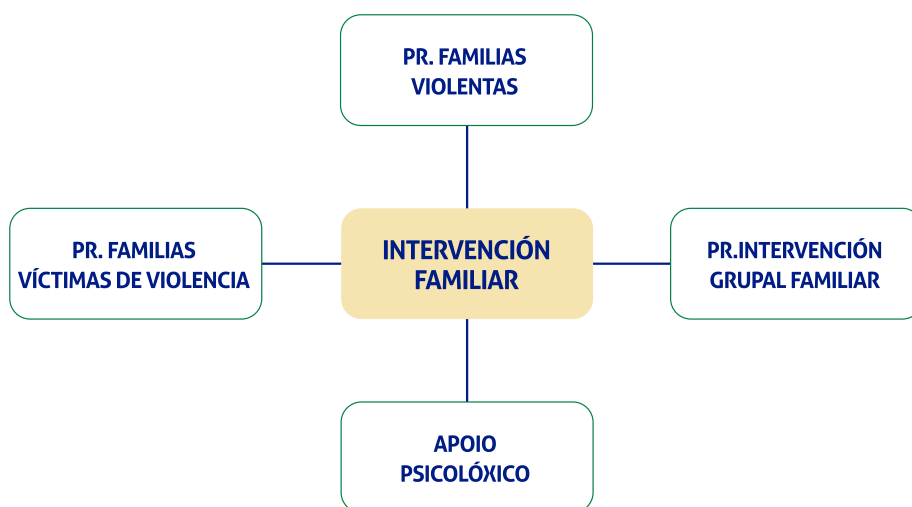 PR. FAMILIAS
VIOLENTAS
PR. FAMILIAS
VÍCTIMAS DE VIOLENCIA
INTERVENCIÓN
FAMILIAR
PR.INTERVENCIÓN
GRUPAL FAMILIAR
APOIO
PSICOLÓXICO